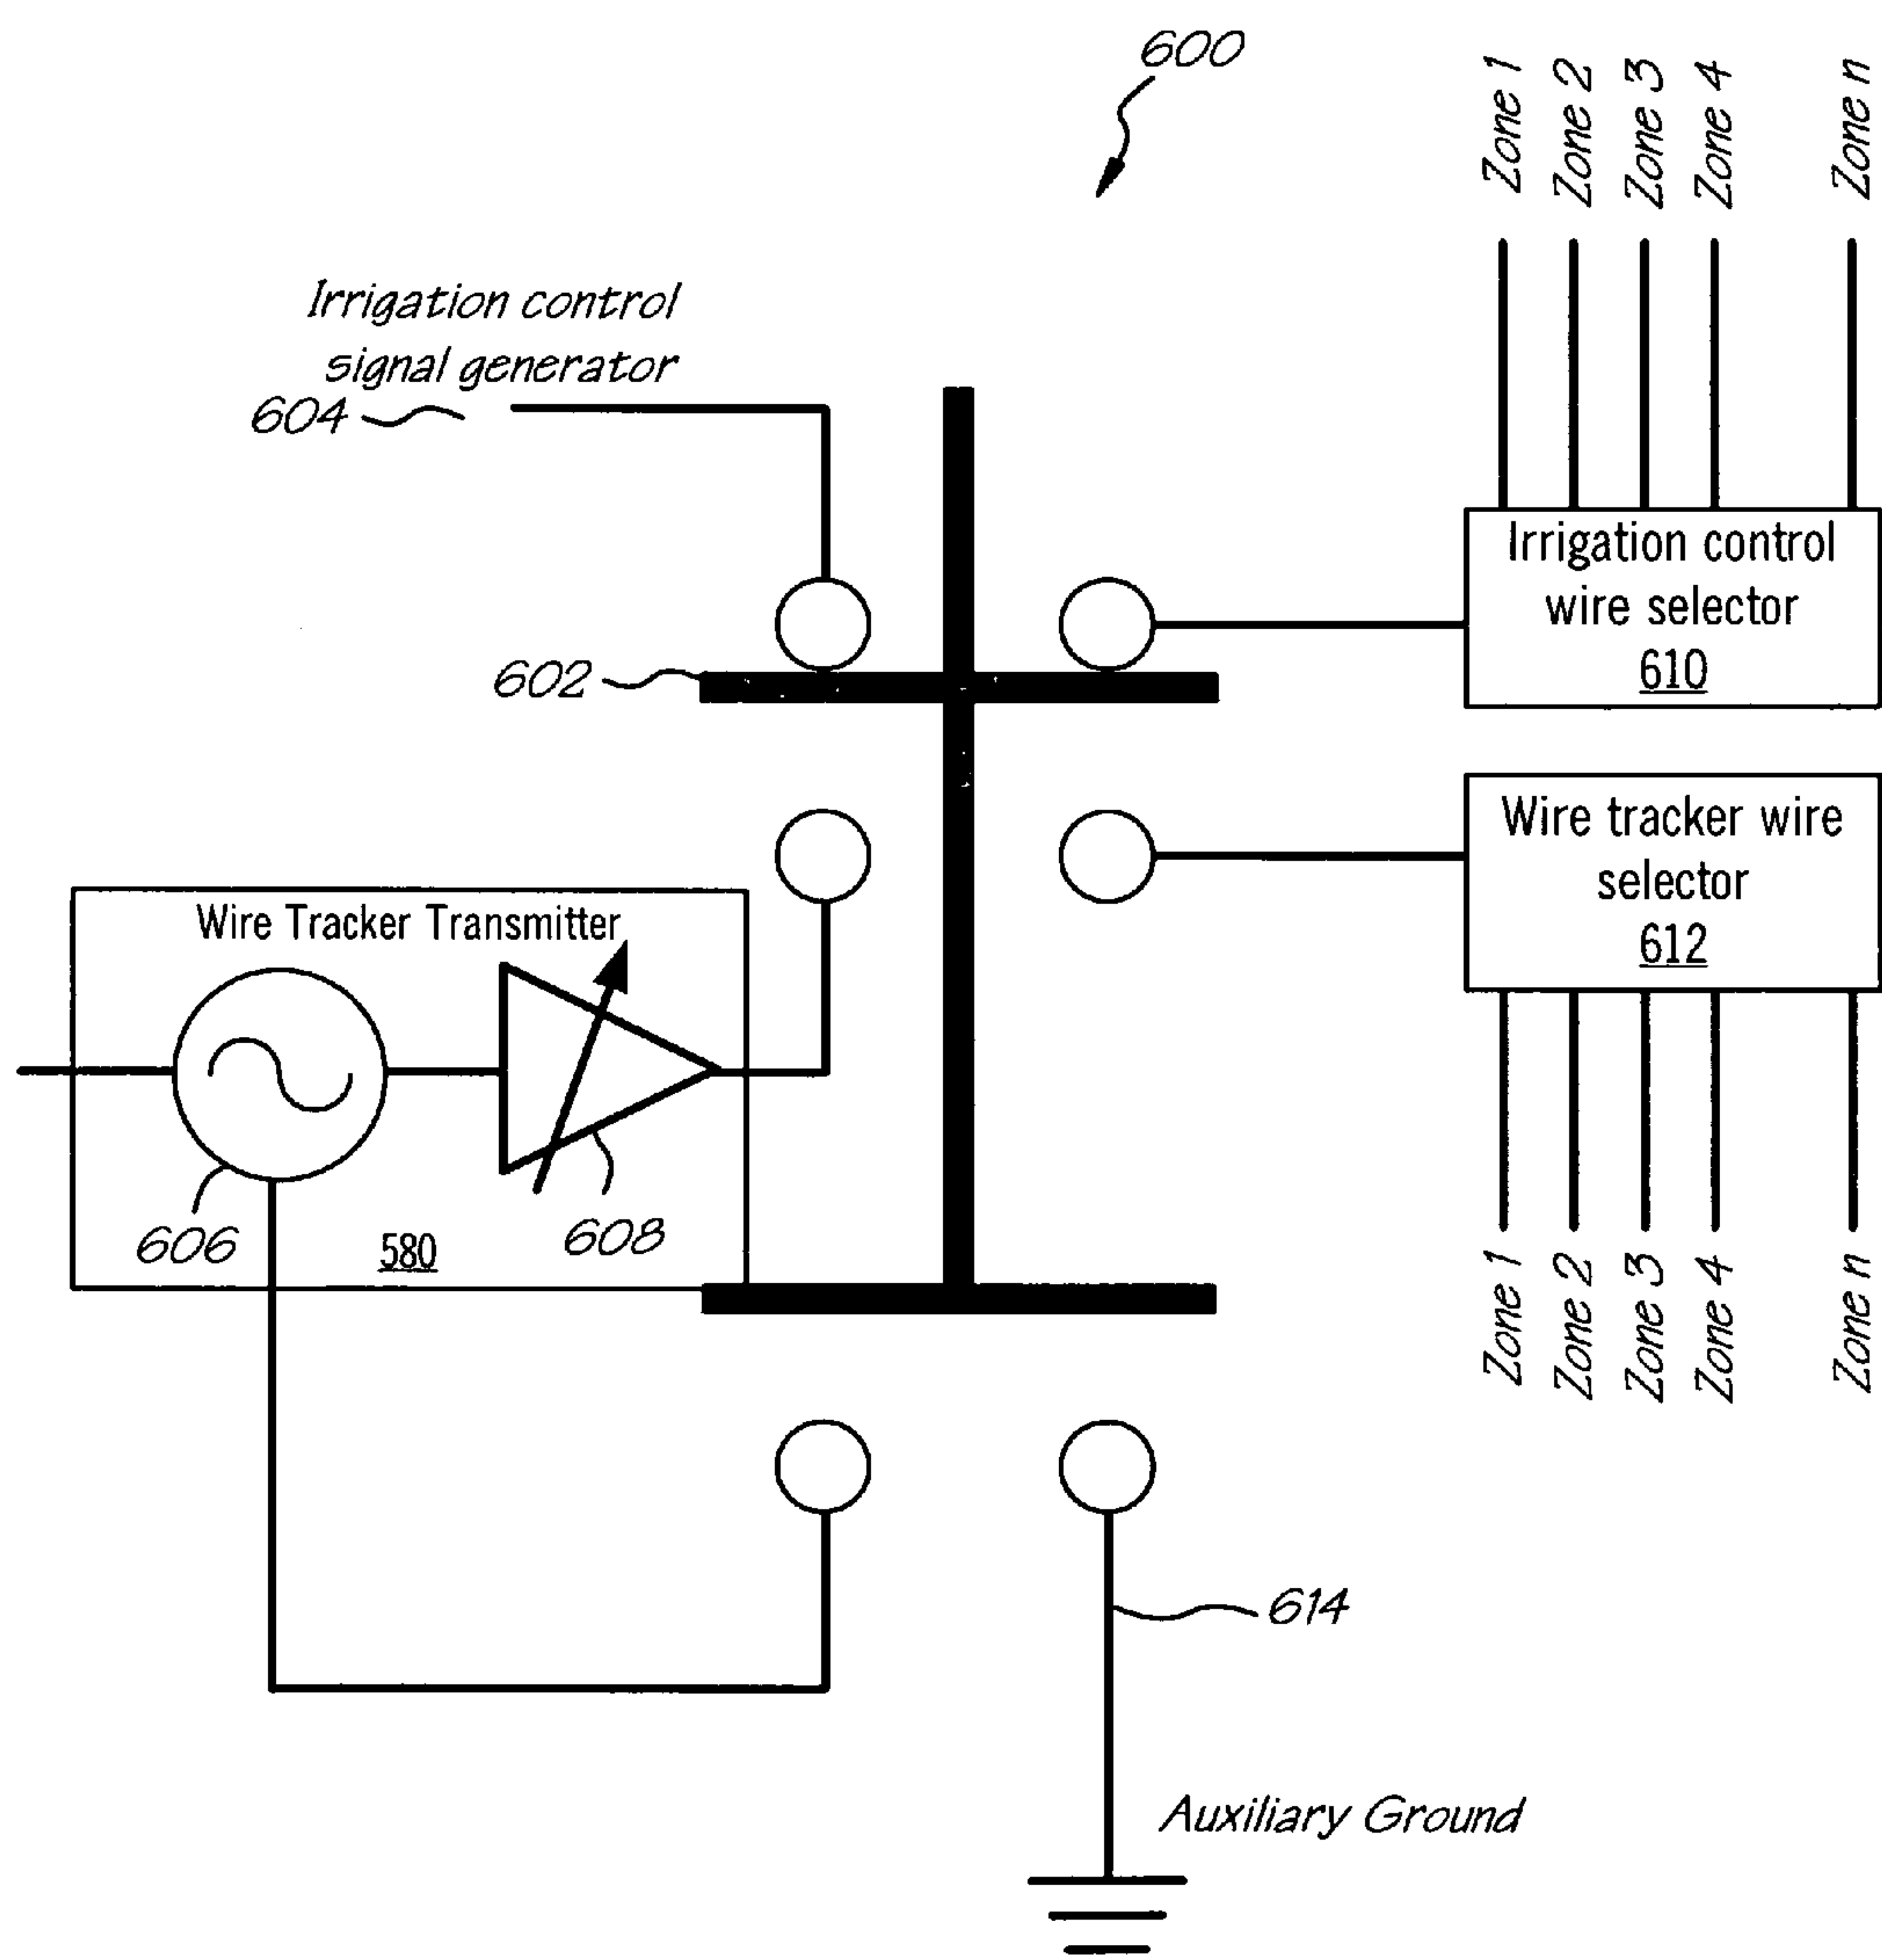 600
Zone 1
Zone 2
Zone 3
Zone 4
Zone n
Irrigation control
signal generator
604
Irrigation control
wire selector
610
602
Wire tracker wire
selector
612
Wire Tracker Transmitter
606
580
608
Zone 1
Zone 2
Zone 3
Zone 4
Zone n
614
Auxiliary Ground